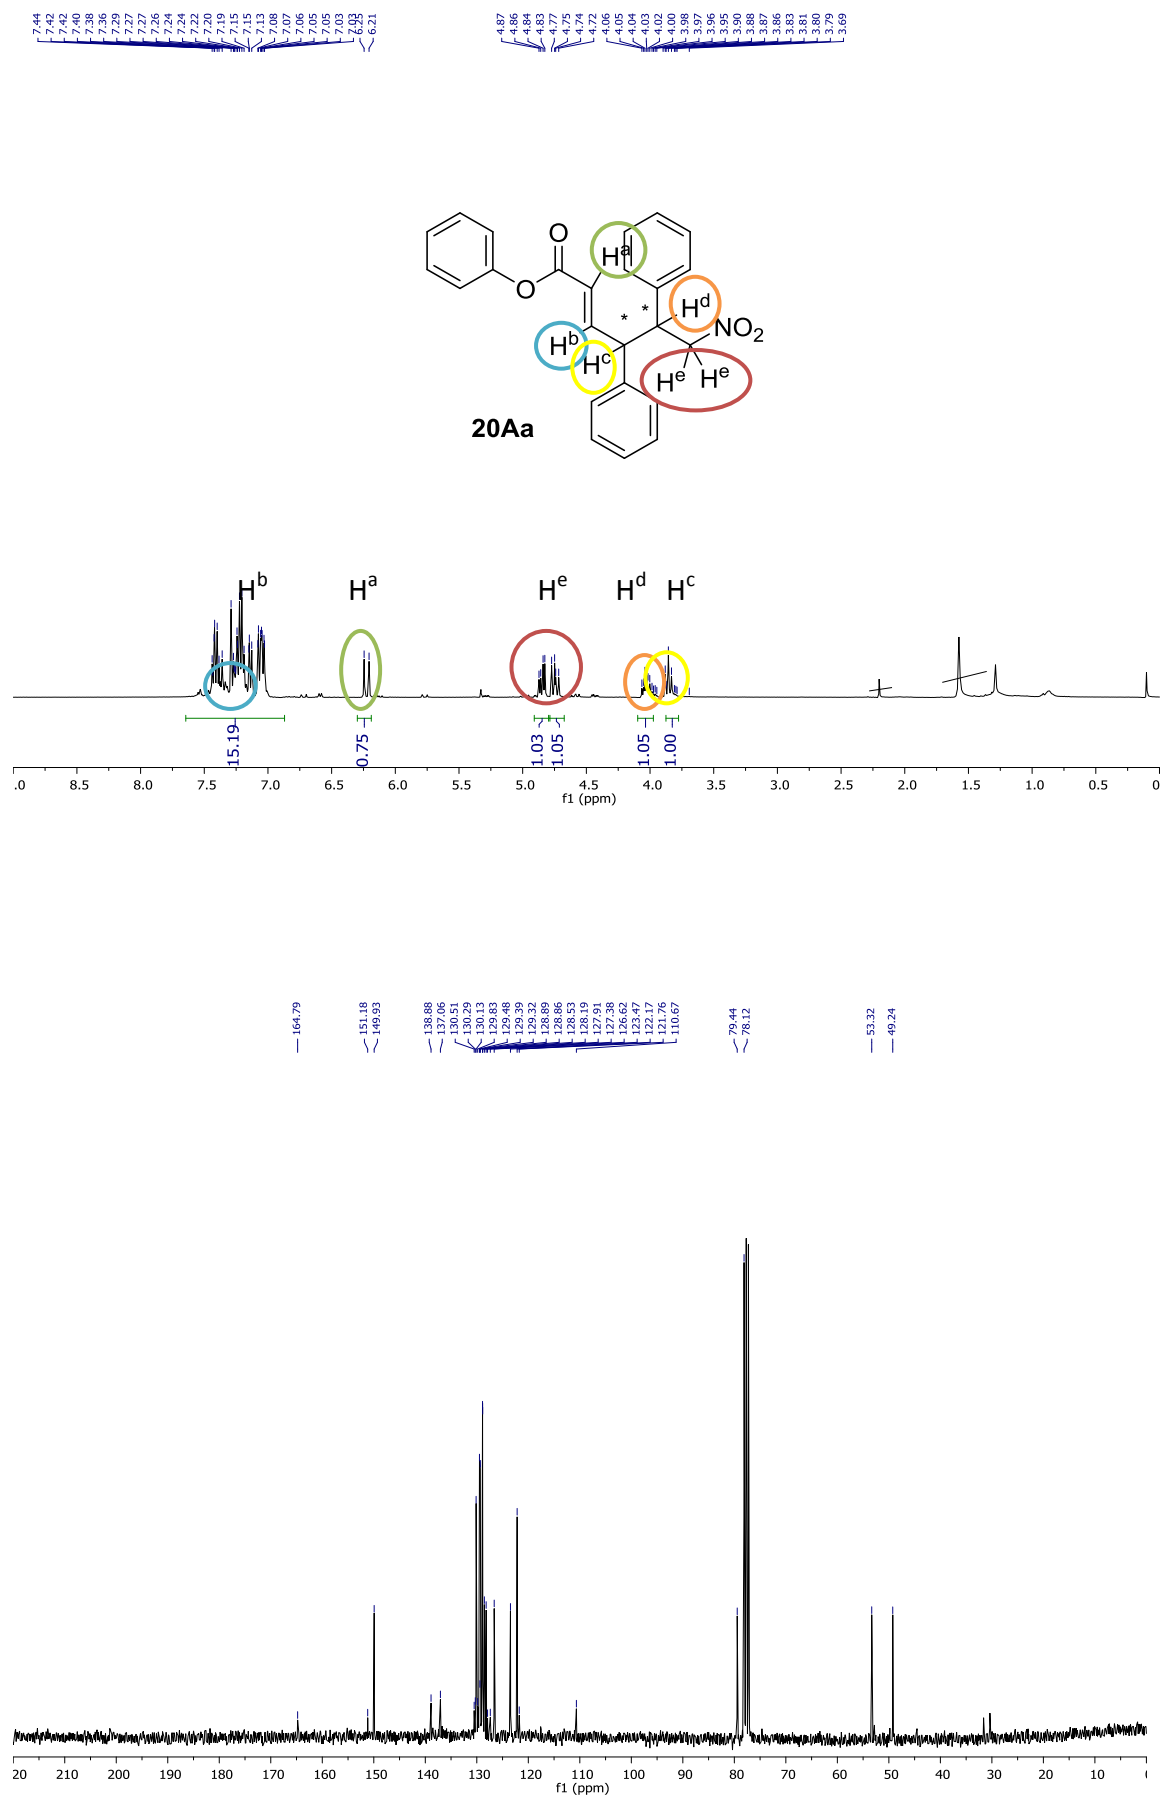 7.44 7.42 7.42 7.40 7.38 7.36 7.29 7.27 7.27 7.26 7.24 7.24 7.22 7.20 7.19 7.15 7.15 7.13 7.08 7.07 7.06 7.05 7.05 7.03 7.03 6.25 6.21 4.87 4.86 4.84 4.83 4.77 4.75 4.74 4.72 4.06 4.05 4.04 4.03 4.02 4.00 3.98 3.97 3.96 3.95 3.90 3.88 3.87 3.86 3.83 3.81 3.80 3.79 3.69
O
Hª
O
* *
Hᵈ
NO₂
Hᵇ
Hᶜ
Hᵉ Hᵉ
20Aa
Hᵇ Hª Hᵉ Hᵈ Hᶜ
15.19 0.75 1.03 1.05 1.05 1.00
.0 8.5 8.0 7.5 7.0 6.5 6.0 5.5 5.0 4.5 4.0 3.5 3.0 2.5 2.0 1.5 1.0 0.5 0
f1 (ppm)
164.79 151.18 149.93 138.88 137.06 130.51 130.29 130.13 129.83 129.48 129.39 129.32 128.89 128.86 128.53 128.19 127.91 127.38 126.62 123.47 122.17 121.76 110.67 79.44 78.12 53.32 49.24
20 210 200 190 180 170 160 150 140 130 120 110 100 90 80 70 60 50 40 30 20 10
f1 (ppm)